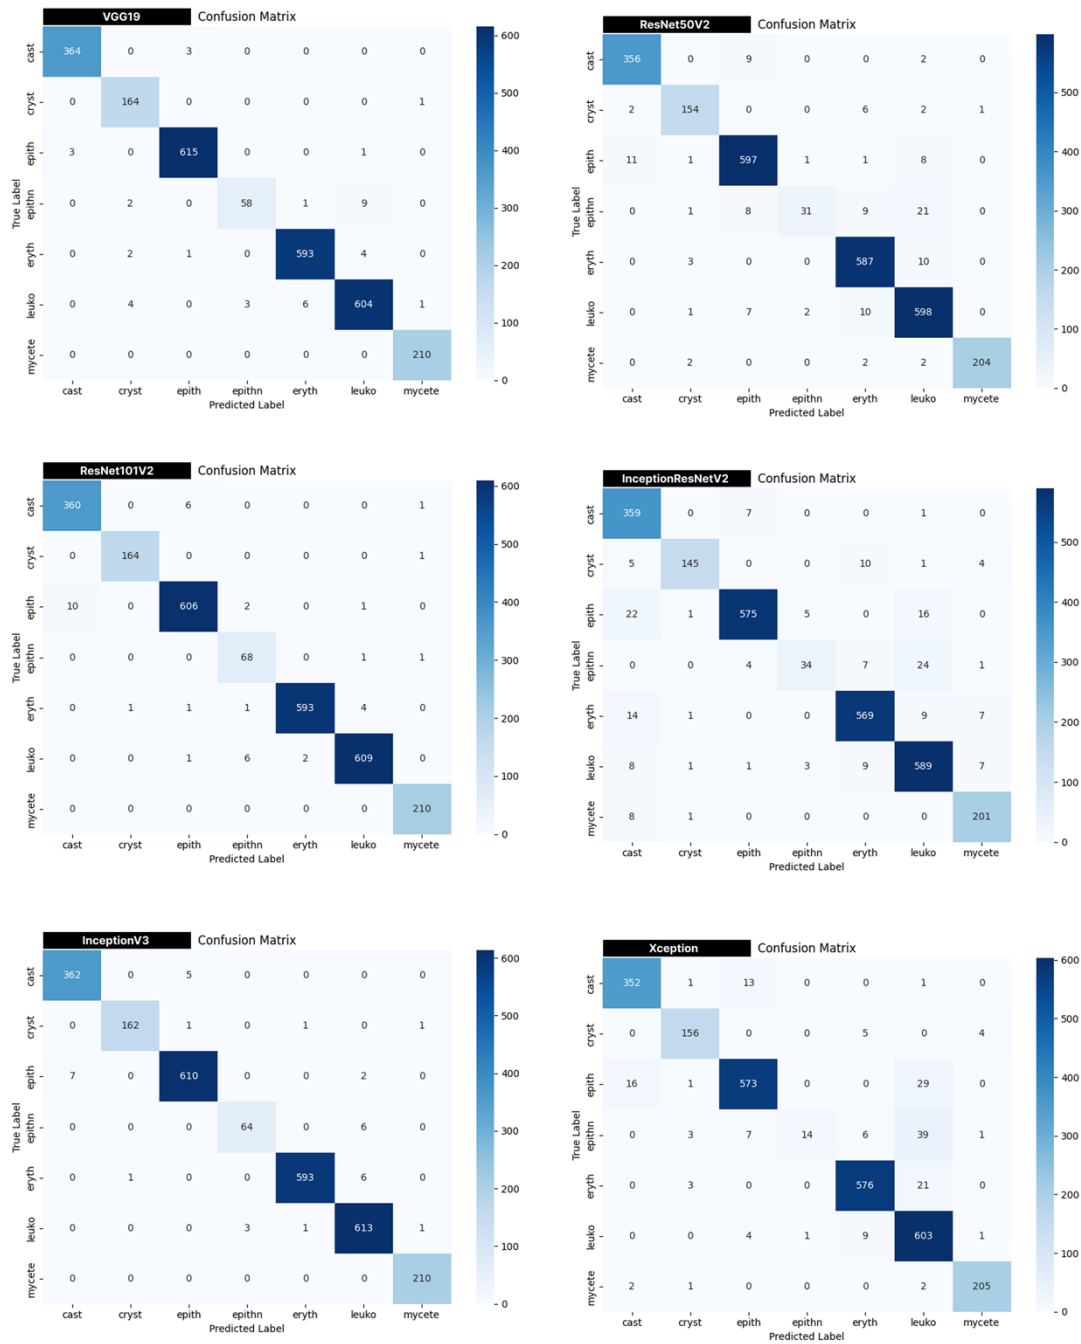 VGG19 Confusion Matrix
cast 364 0 3 0 0 0 0
cryst 0 164 0 0 0 0 1
epith 3 0 615 0 0 1 0
epithn 0 2 0 58 1 9 0
eryth 0 2 1 0 593 4 0
leuko 0 4 0 3 6 604 1
mycete 0 0 0 0 0 0 210
cast cryst epith epithn eryth leuko mycete
Predicted Label
True Label
600
500
400
300
200
100
0
ResNet50V2 Confusion Matrix
cast 356 0 9 0 0 2 0
cryst 2 154 0 0 6 2 1
epith 11 1 597 1 1 8 0
epithn 0 1 8 31 9 21 0
eryth 0 3 0 0 587 10 0
leuko 0 1 7 2 10 598 0
mycete 0 2 0 0 2 2 204
cast cryst epith epithn eryth leuko mycete
Predicted Label
True Label
500
400
300
200
100
0
ResNet101V2 Confusion Matrix
cast 360 0 6 0 0 0 1
cryst 0 164 0 0 0 0 1
epith 10 0 606 2 0 1 0
epithn 0 0 0 68 0 1 1
eryth 0 1 1 1 593 4 0
leuko 0 0 1 6 2 609 0
mycete 0 0 0 0 0 0 210
cast cryst epith epithn eryth leuko mycete
Predicted Label
True Label
600
500
400
300
200
100
0
InceptionResNetV2 Confusion Matrix
cast 359 0 7 0 0 1 0
cryst 5 145 0 0 10 1 4
epith 22 1 575 5 0 16 0
epithn 0 0 4 34 7 24 1
eryth 14 1 0 0 569 9 7
leuko 8 1 1 3 9 589 7
mycete 8 1 0 0 0 0 201
cast cryst epith epithn eryth leuko mycete
Predicted Label
True Label
500
400
300
200
100
0
InceptionV3 Confusion Matrix
cast 362 0 5 0 0 0 0
cryst 0 162 1 0 1 0 1
epith 7 0 610 0 0 2 0
epithn 0 0 0 64 0 6 0
eryth 0 1 0 0 593 6 0
leuko 0 0 0 3 1 613 1
mycete 0 0 0 0 0 0 210
cast cryst epith epithn eryth leuko mycete
Predicted Label
True Label
600
500
400
300
200
100
0
Xception Confusion Matrix
cast 352 1 13 0 0 1 0
cryst 0 156 0 0 5 0 4
epith 16 1 573 0 0 29 0
epithn 0 3 7 14 6 39 1
eryth 0 3 0 0 576 21 0
leuko 0 0 4 1 9 603 1
mycete 2 1 0 0 0 2 205
cast cryst epith epithn eryth leuko mycete
Predicted Label
True Label
600
500
400
300
200
100
0